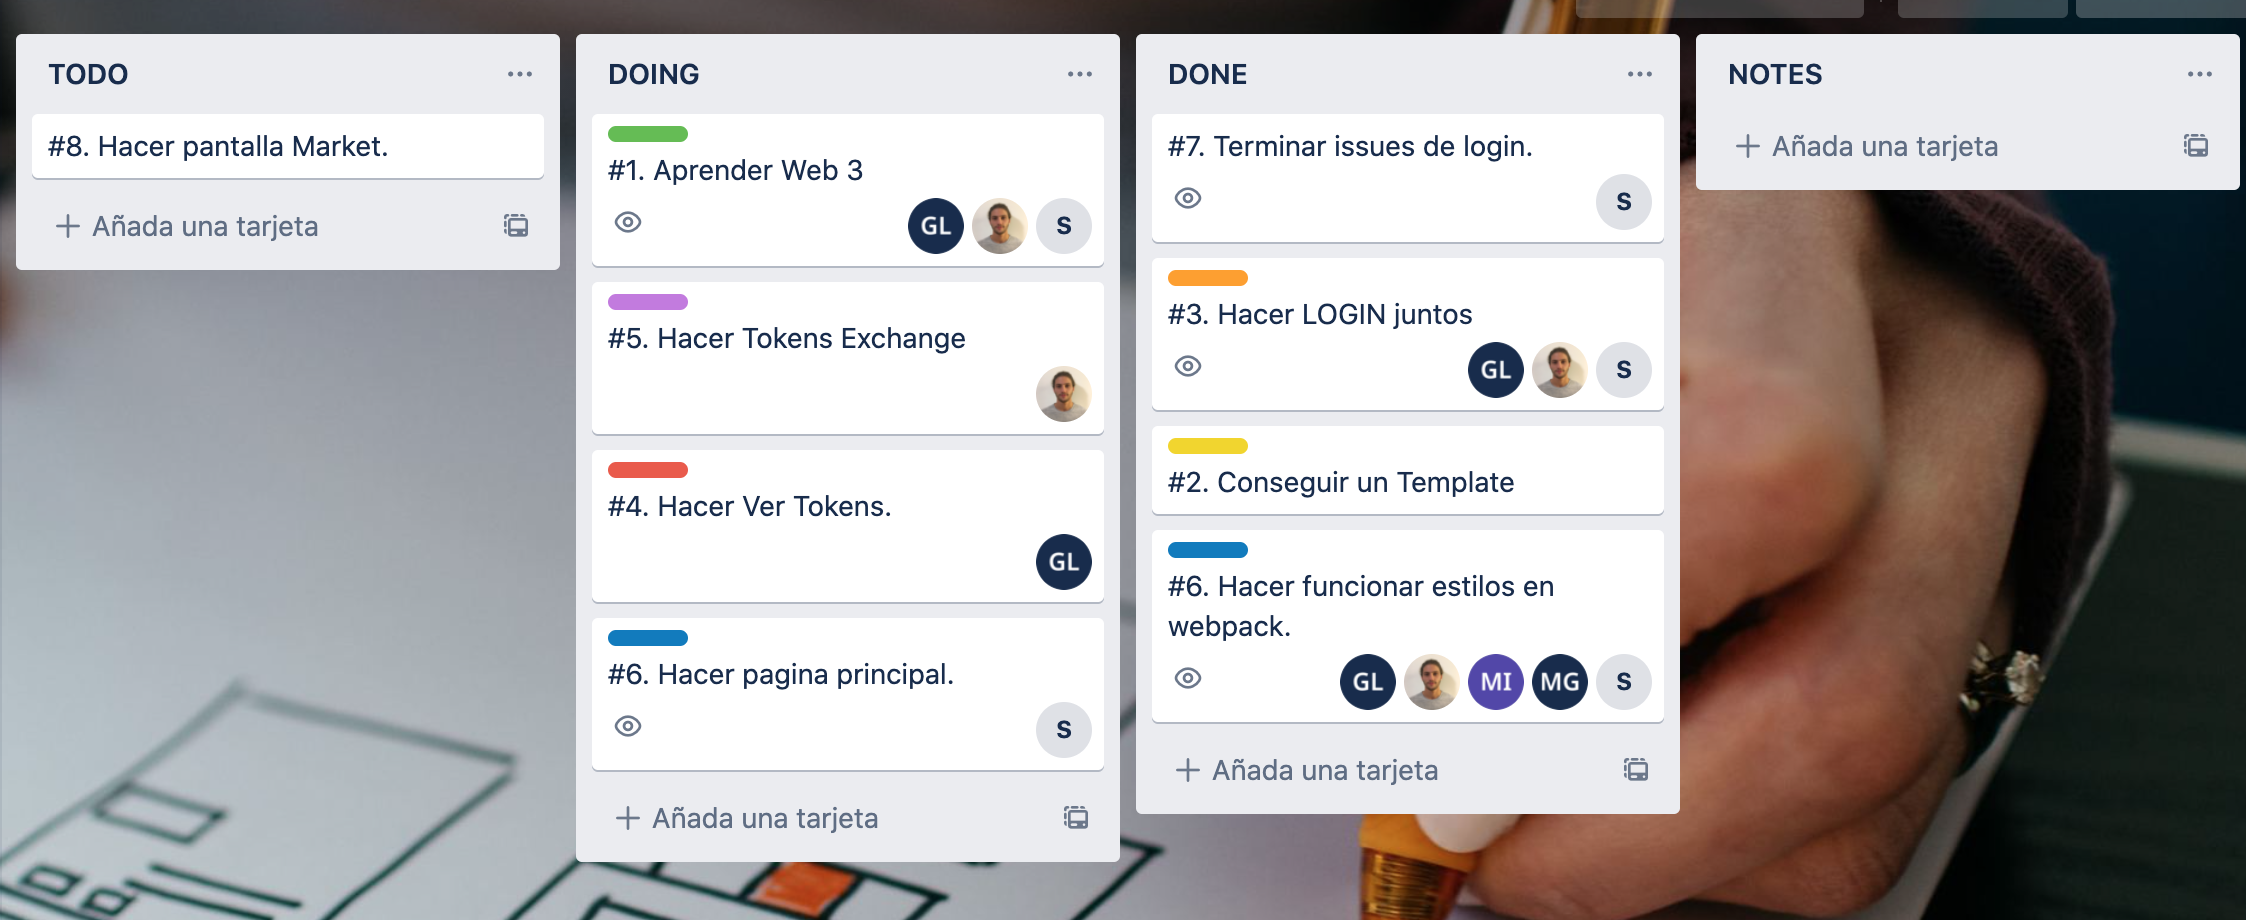 TODO
#8. Hacer pantalla Market.
Añada una tarjeta
DOING
#1. Aprender Web 3
GL
S
#5. Hacer Tokens Exchange
#4. Hacer Ver Tokens.
GL
#6. Hacer pagina principal.
S
Añada una tarjeta
DONE
#7. Terminar issues de login.
S
#3. Hacer LOGIN juntos
GL
S
#2. Conseguir un Template
#6. Hacer funcionar estilos en
webpack.
GL
MI
MG
S
Añada una tarjeta
NOTES
Añada una tarjeta